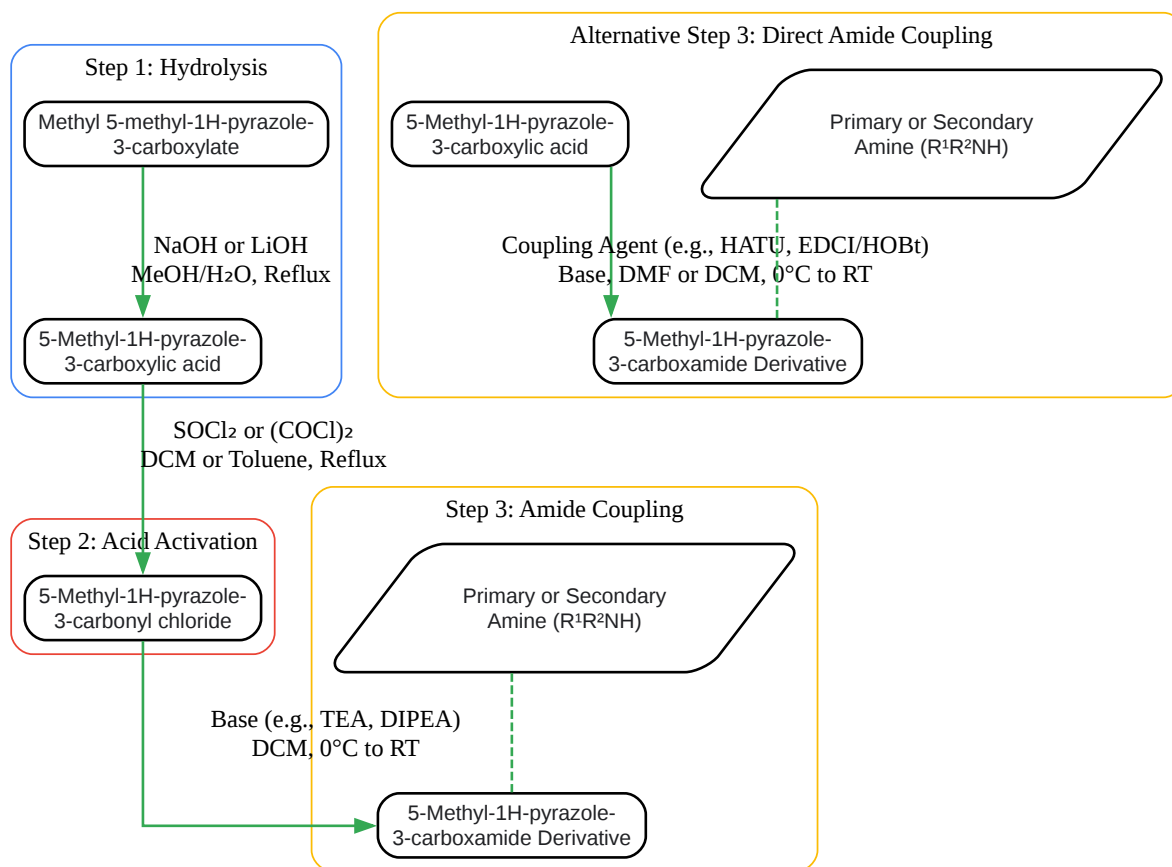 Step 1: Hydrolysis
Methyl 5-methyl-1H-pyrazole-
3-carboxylate
NaOH or LiOH
MeOH/H₂O, Reflux
5-Methyl-1H-pyrazole-
3-carboxylic acid
SOCl₂ or (COCl)₂
DCM or Toluene, Reflux
Step 2: Acid Activation
5-Methyl-1H-pyrazole-
3-carbonyl chloride
Base (e.g., TEA, DIPEA)
DCM, 0°C to RT
Step 3: Amide Coupling
Primary or Secondary
Amine (R¹R²NH)
5-Methyl-1H-pyrazole-
3-carboxamide Derivative
Alternative Step 3: Direct Amide Coupling
5-Methyl-1H-pyrazole-
3-carboxylic acid
Primary or Secondary
Amine (R¹R²NH)
Coupling Agent (e.g., HATU, EDCI/HOBt)
Base, DMF or DCM, 0°C to RT
5-Methyl-1H-pyrazole-
3-carboxamide Derivative